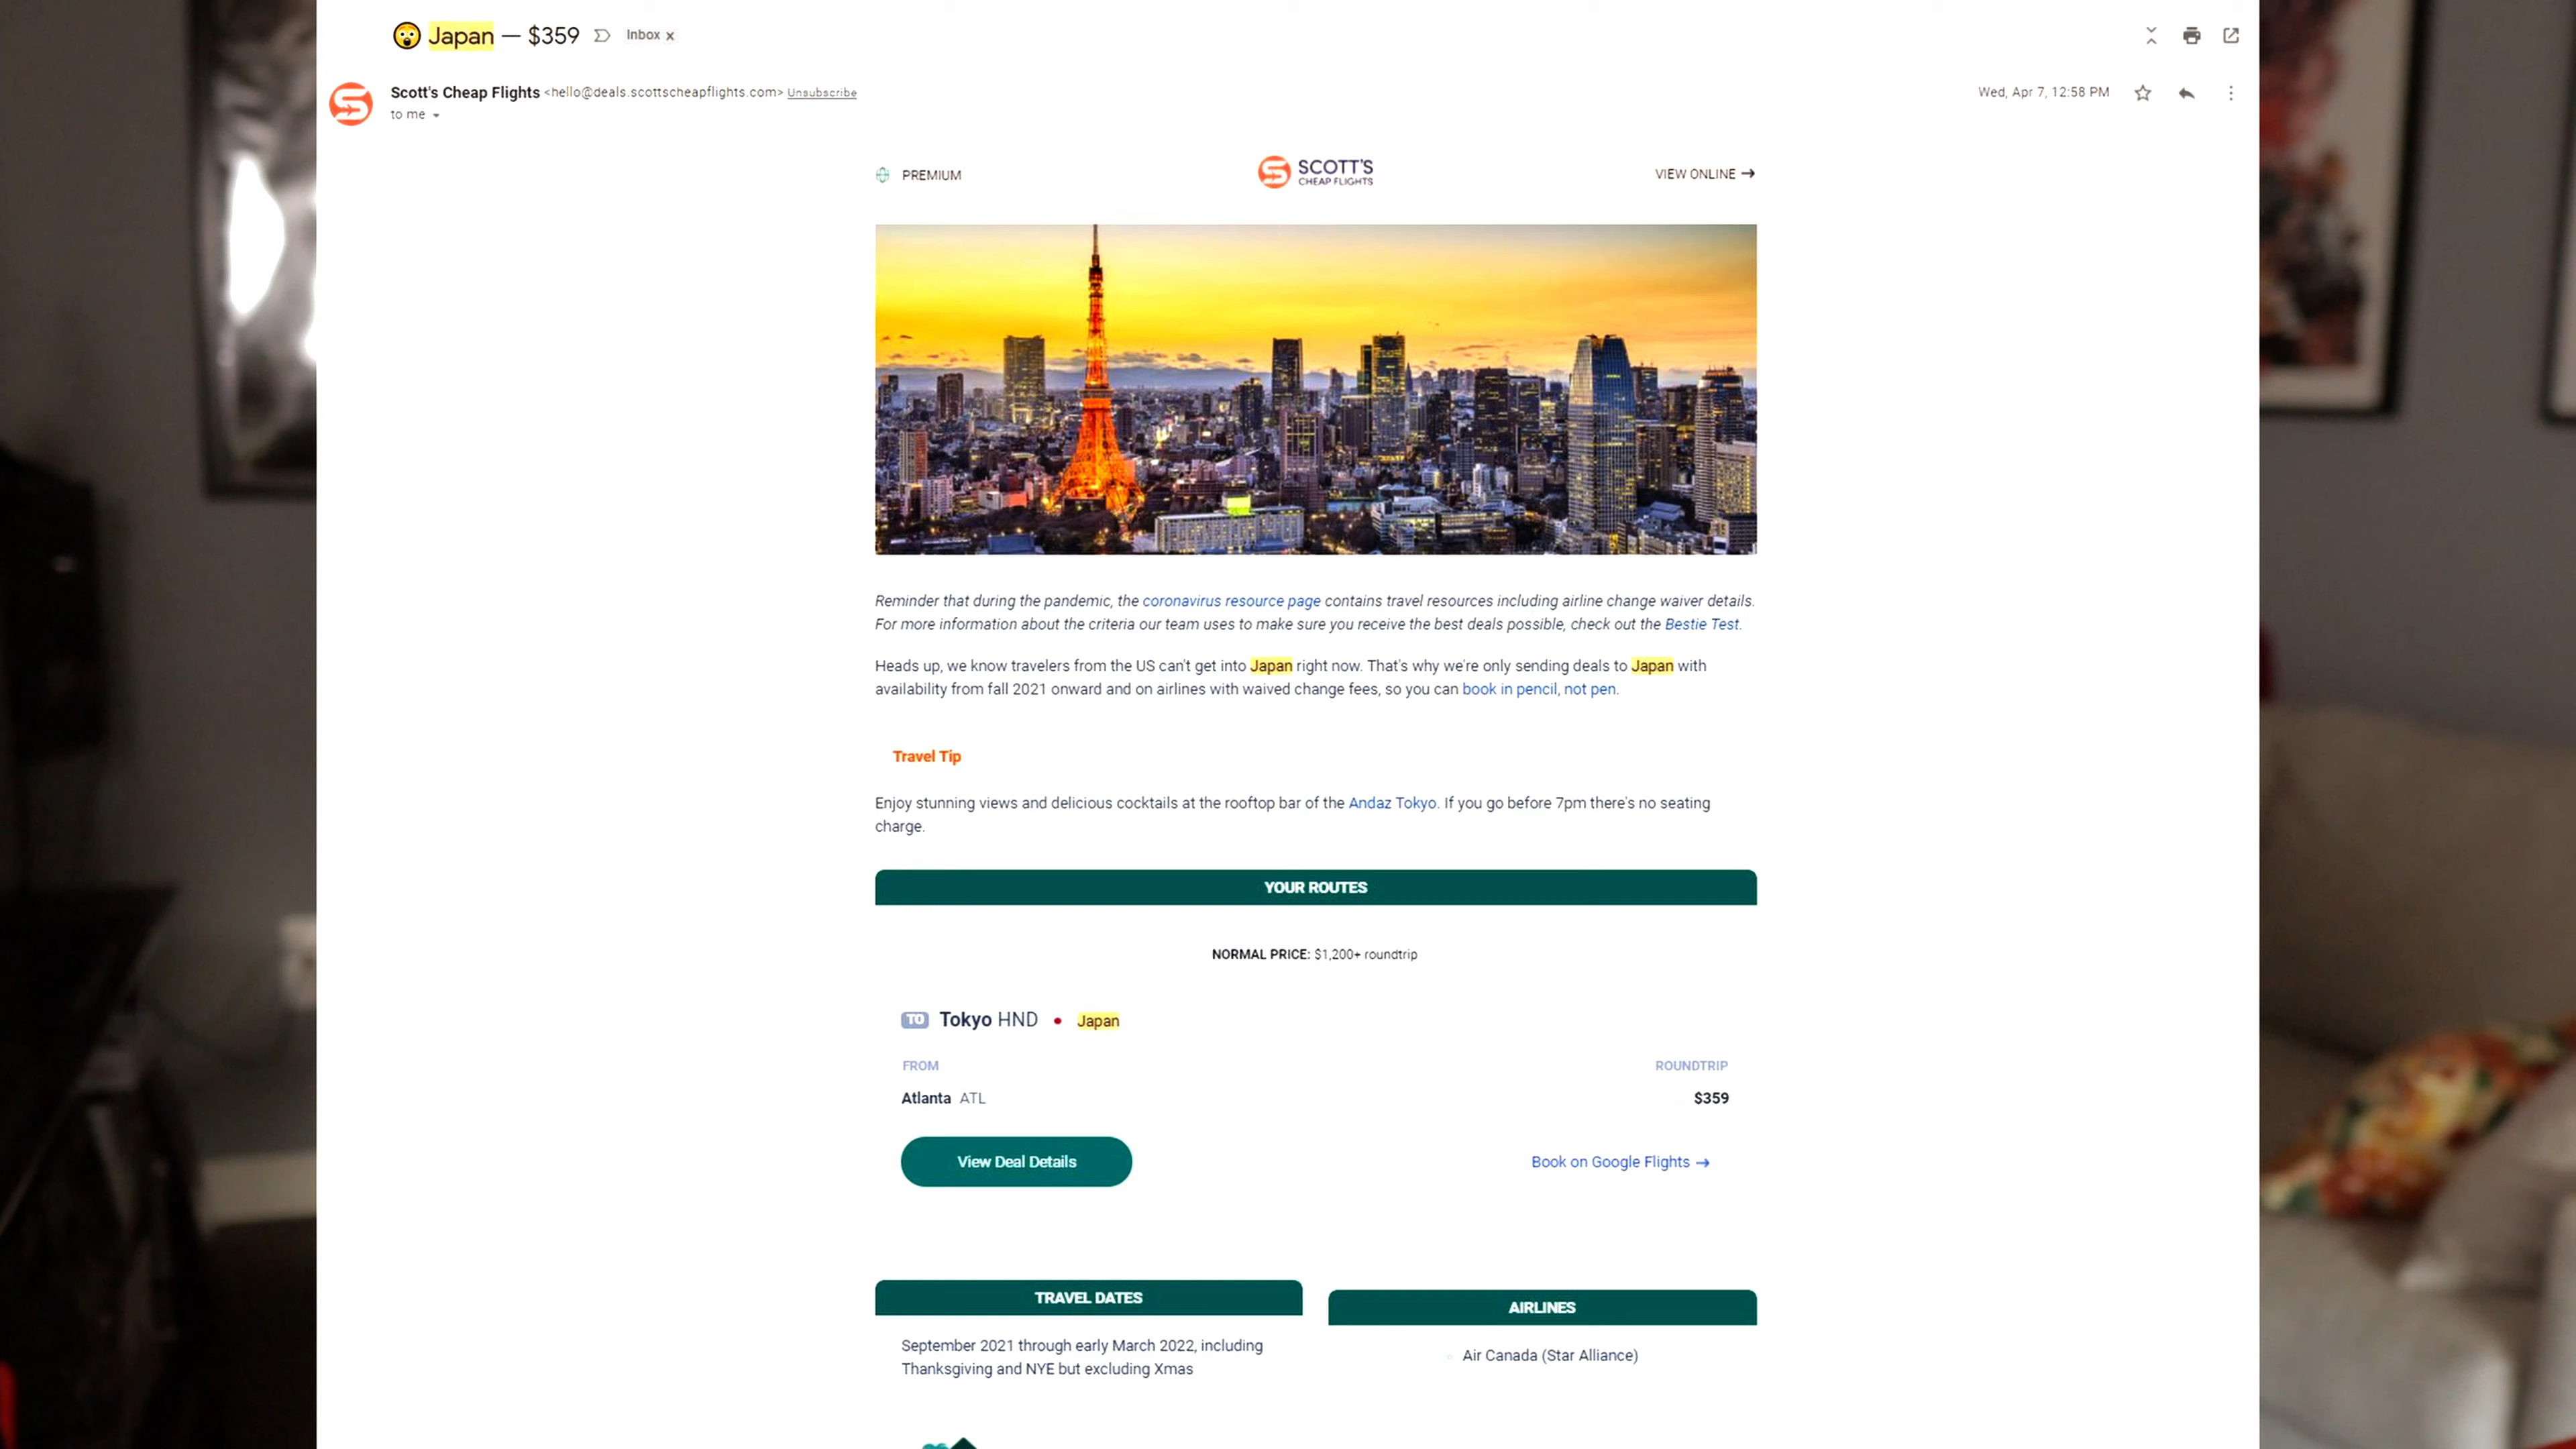 😲 Japan — $359 Inbox x
Scott's Cheap Flights <hello@deals.scottscheapflights.com> Unsubscribe
Wed, Apr 7, 12:58 PM
to me
PREMIUM
SCOTT'S
CHEAP FLIGHTS
VIEW ONLINE →
Reminder that during the pandemic, the coronavirus resource page contains travel resources including airline change waiver details.
For more information about the criteria our team uses to make sure you receive the best deals possible, check out the Bestie Test.
Heads up, we know travelers from the US can't get into Japan right now. That's why we're only sending deals to Japan with
availability from fall 2021 onward and on airlines with waived change fees, so you can book in pencil, not pen.
Travel Tip
Enjoy stunning views and delicious cocktails at the rooftop bar of the Andaz Tokyo. If you go before 7pm there's no seating
charge.
YOUR ROUTES
NORMAL PRICE: $1,200+ roundtrip
TO Tokyo HND • Japan
FROM
ROUNDTRIP
Atlanta ATL
$359
View Deal Details
Book on Google Flights →
TRAVEL DATES
September 2021 through early March 2022, including
Thanksgiving and NYE but excluding Xmas
AIRLINES
Air Canada (Star Alliance)